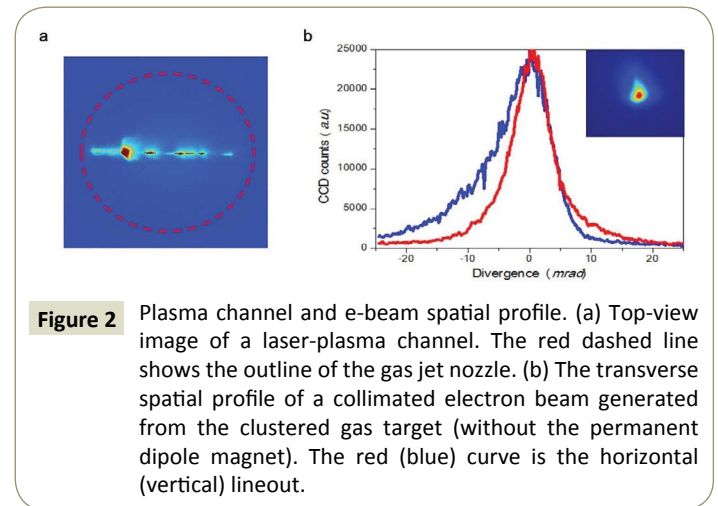 a
b
25000
20000
15000
10000
5000
0
CCD counts (a.u)
-20
-10
0
10
20
Divergence (mrad)
Figure 2
Plasma channel and e-beam spatial profile. (a) Top-view
image of a laser-plasma channel. The red dashed line
shows the outline of the gas jet nozzle. (b) The transverse
spatial profile of a collimated electron beam generated
from the clustered gas target (without the permanent
dipole magnet). The red (blue) curve is the horizontal
(vertical) lineout.